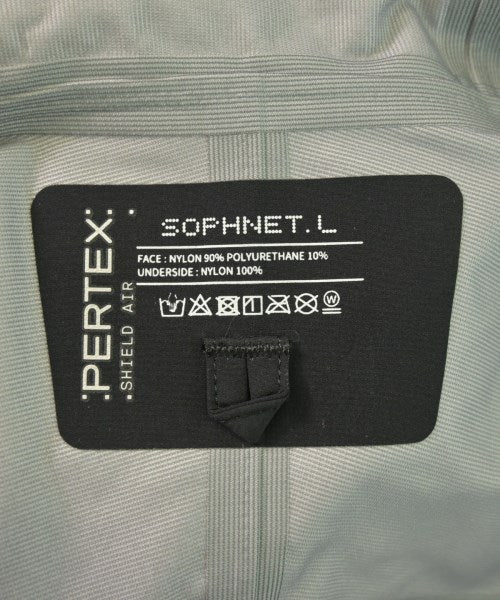 SOPHNET. L
FACE : NYLON 90% POLYURETHANE 10%
UNDERSIDE : NYLON 100%
W
PERTEX
SHIELD AIR